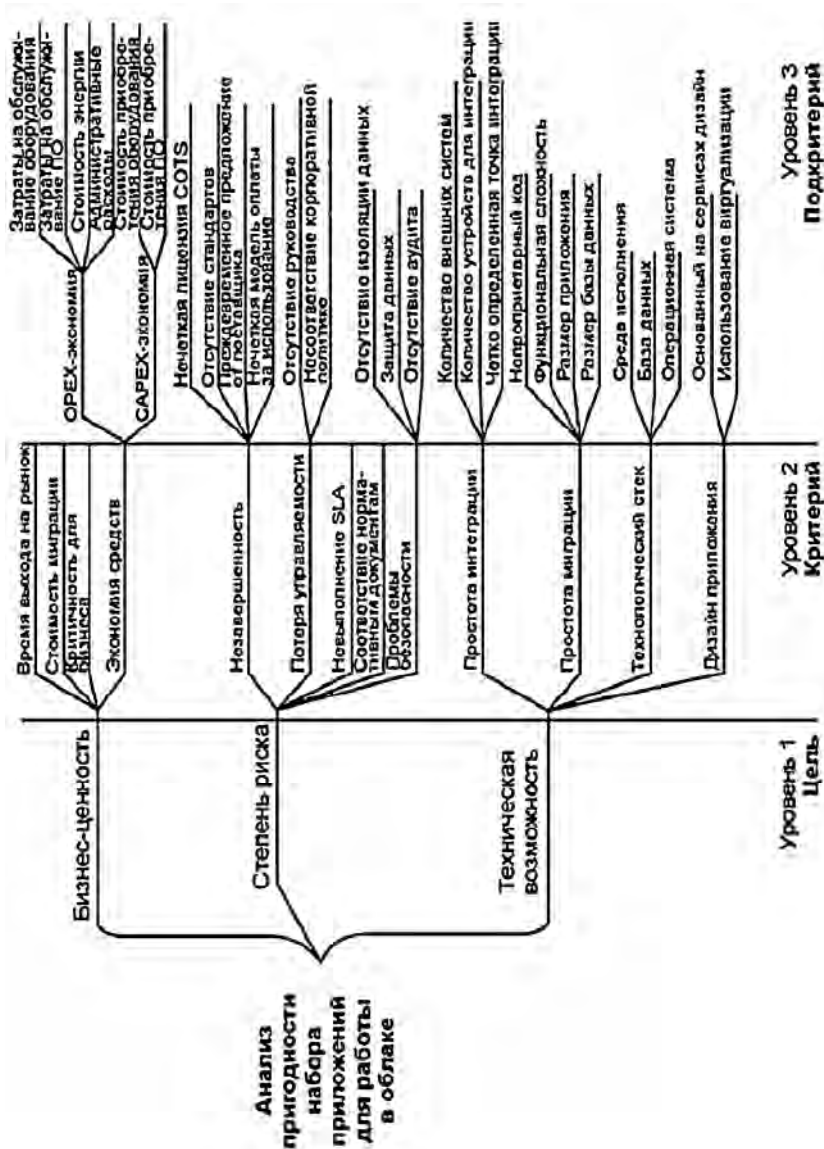 Анализ
пригодности
набора
приложений
для работы
в облаке
Бизнес-ценность
Степень риска
Техническая
возможность
Уровень 1
Цель
Время выхода на рынок
Стоимость миграции
Критичность для
бизнеса
Экономия средств
Незавершенность
Потеря управляемости
Невыполнение SLA
Соответствие норма-
тивным документам
Проблемы
безопасности
Простота интеграции
Простота миграции
Технологический стек
Дизайн приложения
Уровень 2
Критерий
OPEX-экономия
CAPEX-экономия
Затраты на обслужи-
вание оборудования
Затраты на обслужи-
вание ПО
Стоимость энергии
Административные
расходы
Стоимость приобре-
тения оборудования
Стоимость приобре-
тения ПО
Нечеткая лицензия COTS
Отсутствие стандартов
Преждевременное предложение
от поставщика
Нечеткая модель оплаты
за использование
Отсутствие руководства
Несоответствие корпоративной
политике
Отсутствие изоляции данных
Защита данных
Отсутствие аудита
Количество внешних систем
Количество устройств для интеграции
Четко определенная точка интеграции
Непроприетарный код
Функциональная сложность
Размер приложения
Размер базы данных
Среда исполнения
База данных
Операционная система
Основанный на сервисах дизайн
Использование виртуализации
Уровень 3
Подкритерий